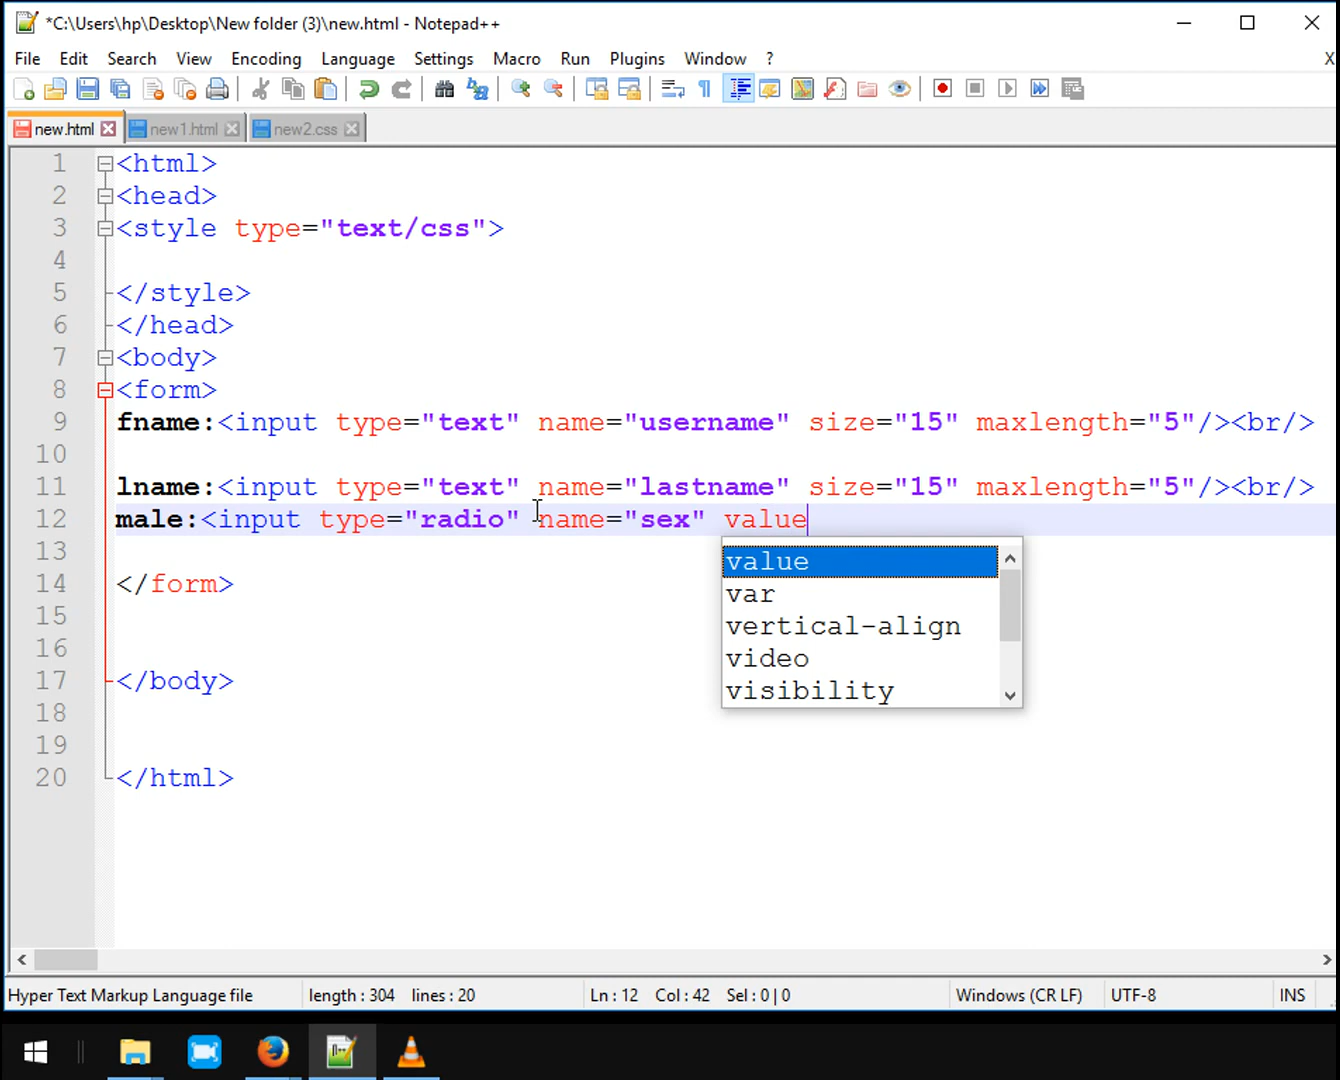 *C:\Users\hp\Desktop\New folder (3)\new.html - Notepad++
File Edit Search View Encoding Language Settings Macro Run Plugins Window ? X
new.html new1.html new2.css
1 <html>
2 <head>
3 <style type="text/css">
4
5 </style>
6 </head>
7 <body>
8 <form>
9 fname:<input type="text" name="username" size="15" maxlength="5"/><br/>
10
11 lname:<input type="text" name="lastname" size="15" maxlength="5"/><br/>
12 male:<input type="radio" name="sex" value
13
value
14 </form>
var
15
vertical-align
16
video
17 </body>
visibility
18
19
20 </html>
Hyper Text Markup Language file length : 304 lines : 20 Ln : 12 Col : 42 Sel : 0 | 0 Windows (CR LF) UTF-8 INS